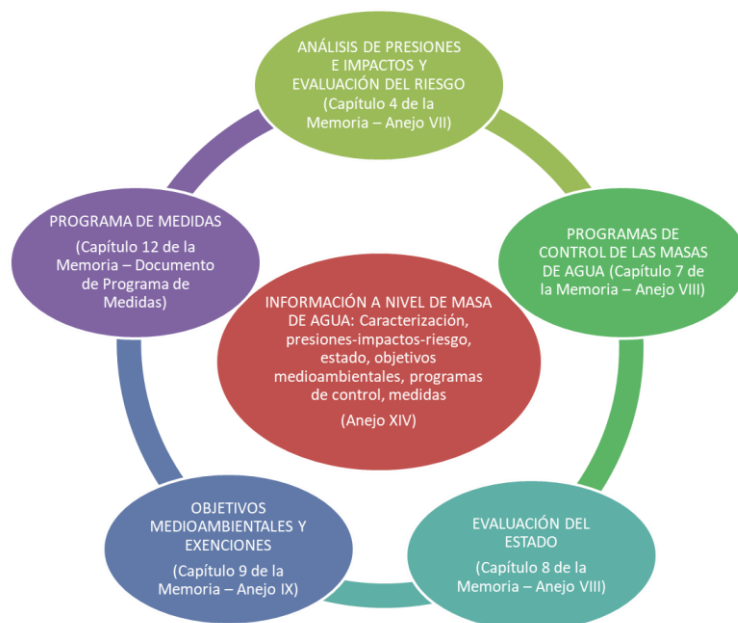 ANÁLISIS DE PRESIONES
E IMPACTOS Y
EVALUACIÓN DEL RIESGO
(Capítulo 4 de la
Memoria – Anejo VII)
PROGRAMAS DE
CONTROL DE LAS MASAS
DE AGUA (Capítulo 7 de
la Memoria – Anejo VIII)
EVALUACIÓN DEL
ESTADO
(Capítulo 8 de la
Memoria – Anejo VIII)
OBJETIVOS
MEDIOAMBIENTALES Y
EXENCIONES
(Capítulo 9 de la
Memoria – Anejo IX)
PROGRAMA DE MEDIDAS
(Capítulo 12 de la
Memoria – Documento
de Programa de
Medidas)
INFORMACIÓN A NIVEL DE MASA
DE AGUA: Caracterización,
presiones-impactos-riesgo,
estado, objetivos
medioambientales, programas
de control, medidas
(Anejo XIV)